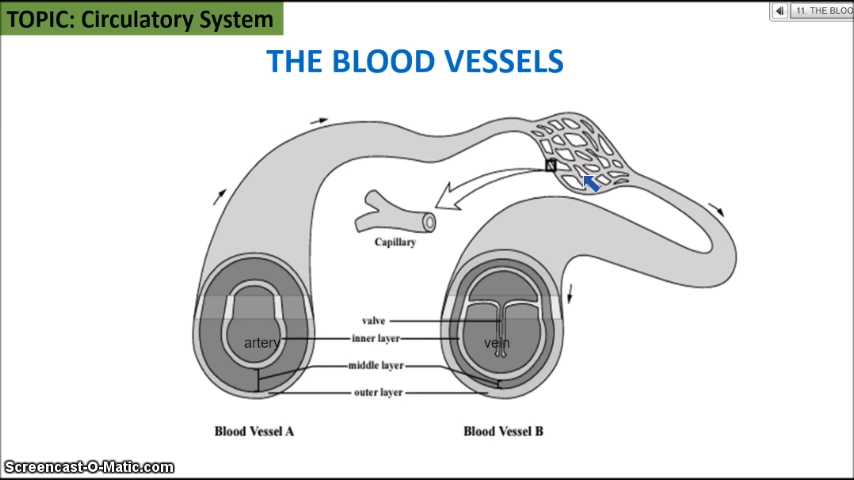 TOPIC: Circulatory System
11. THE BLOO
THE BLOOD VESSELS
Capillary
valve
artery
inner layer
vein
middle layer
outer layer
Blood Vessel A
Blood Vessel B
Screencast-O-Matic.com